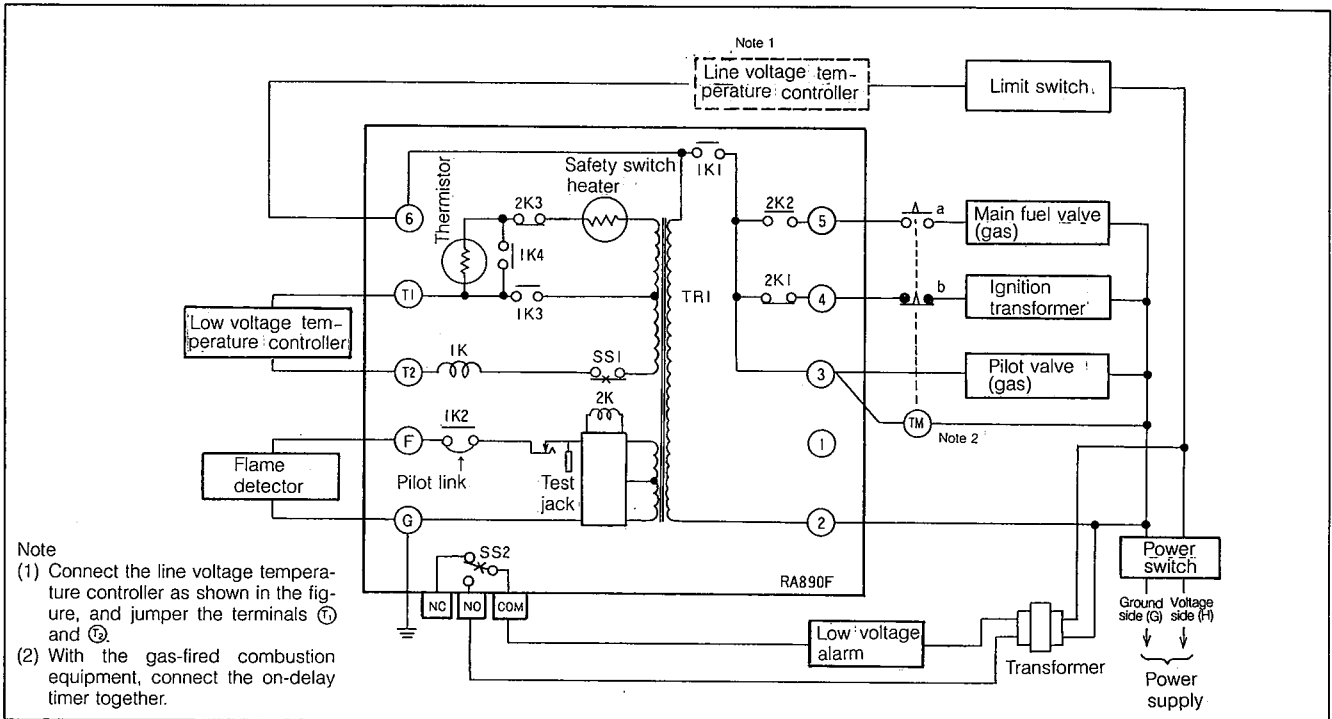 Note 1
Line voltage tem-
perature controller
Limit switch
Thermistor
Safety switch
heater
1K1
6
2K3
1K4
2K2
5
a
Main fuel valve
(gas)
T1
1K3
TR1
2K1
4
b
Ignition
transformer
Low voltage tem-
perature controller
T2
1K
SS1
3
Pilot valve
(gas)
2K
TM
Note 2
F
1K2
1
Flame
detector
Pilot link
Test
jack
G
2
SS2
RA890F
NC
NO
COM
Power
switch
Ground
side (G)
Voltage
side (H)
Low voltage
alarm
Transformer
Power
supply
Note
(1) Connect the line voltage tempera-
ture controller as shown in the fig-
ure, and jumper the terminals T1
and T2.
(2) With the gas-fired combustion
equipment, connect the on-delay
timer together.